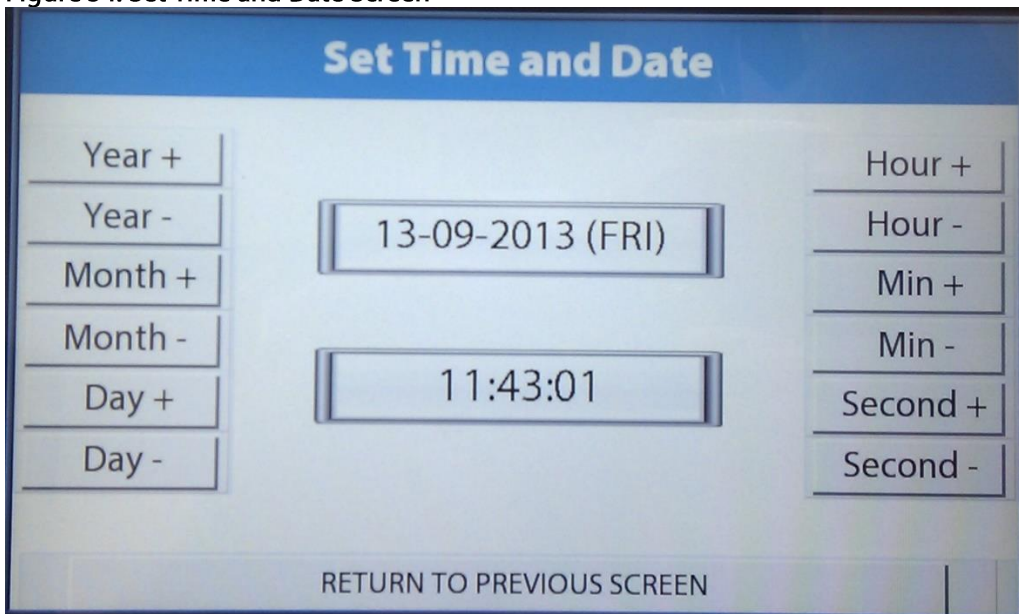 Set Time and Date
Year +
Year -
Month +
Month -
Day +
Day -
13-09-2013 (FRI)
11:43:01
Hour +
Hour -
Min +
Min -
Second +
Second -
RETURN TO PREVIOUS SCREEN